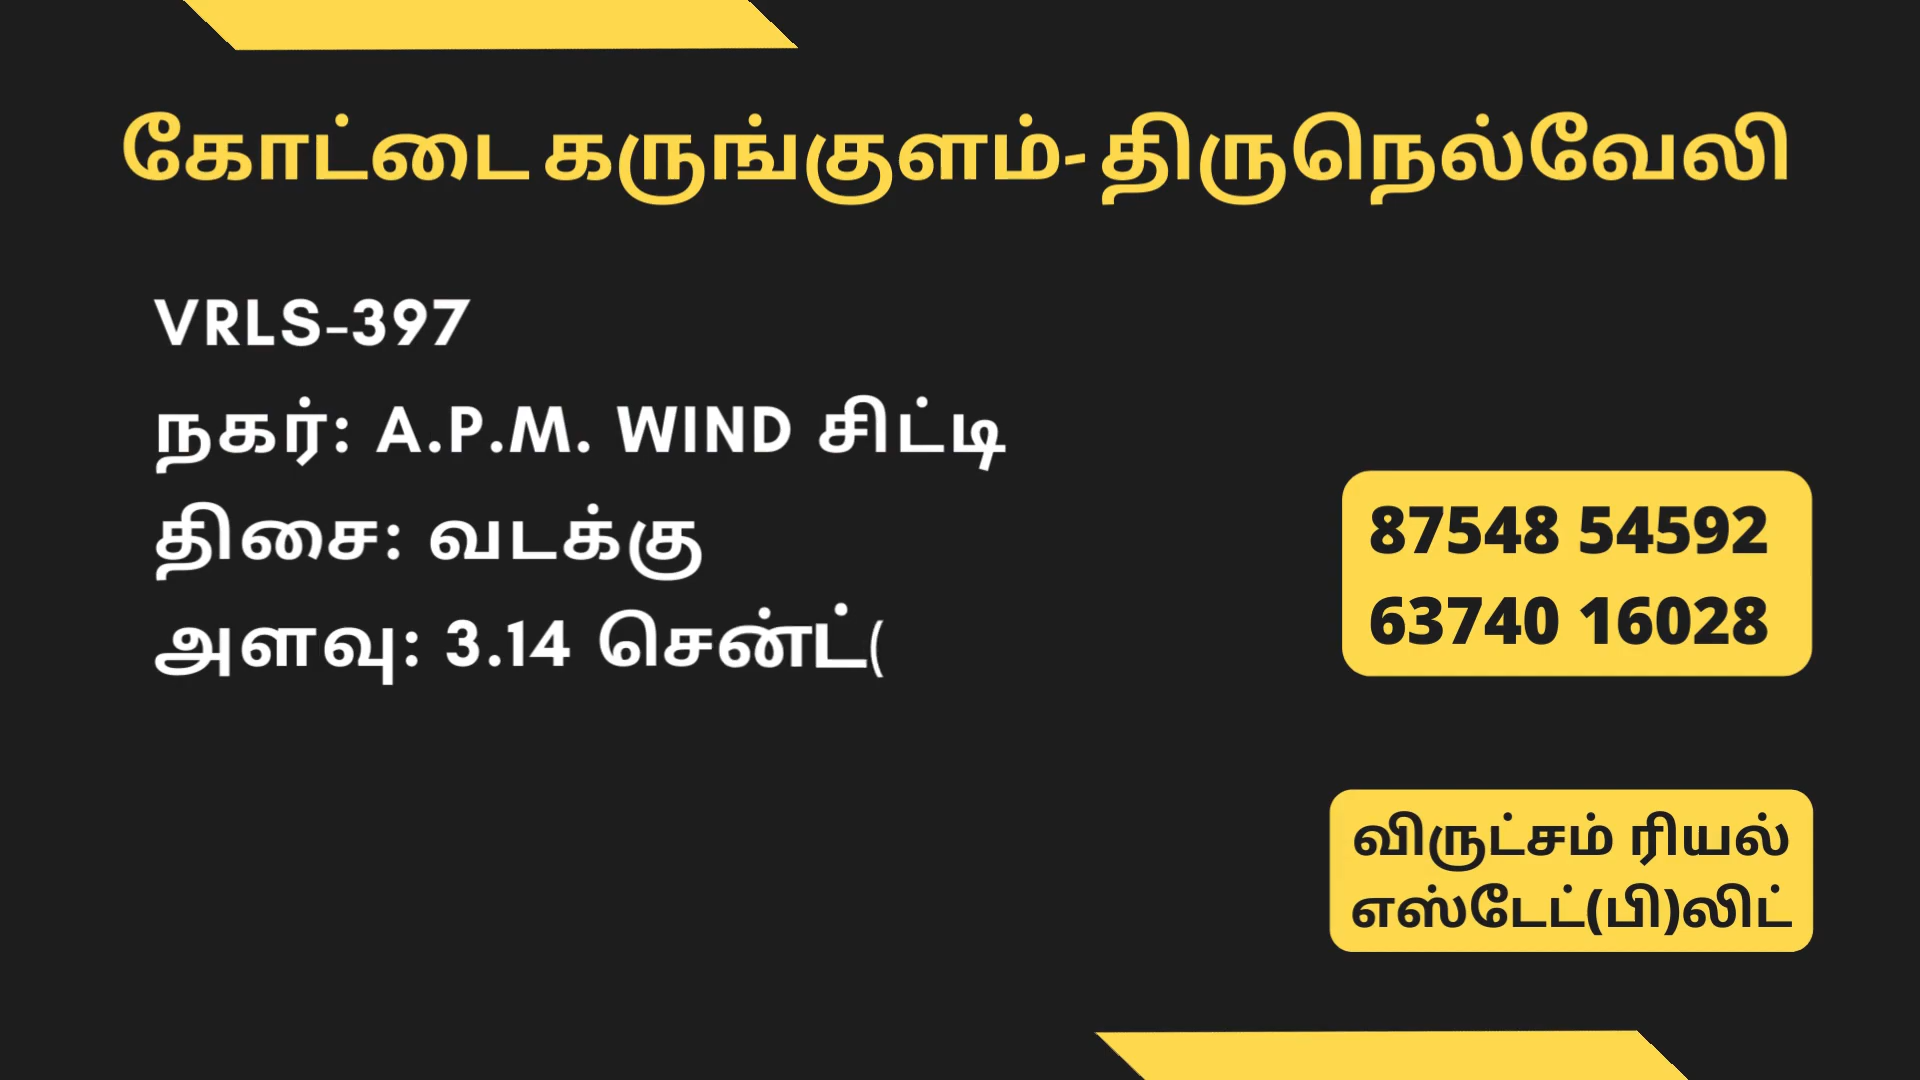 கோட்டை கருங்குளம்- திருநெல்வேலி
VRLS-397
நகர்: A.P.M. WIND சிட்டி
திசை: வடக்கு
அளவு: 3.14 சென்ட்(
87548 54592
63740 16028
விருட்சம் ரியல்
எஸ்டேட்(பி)லிட்